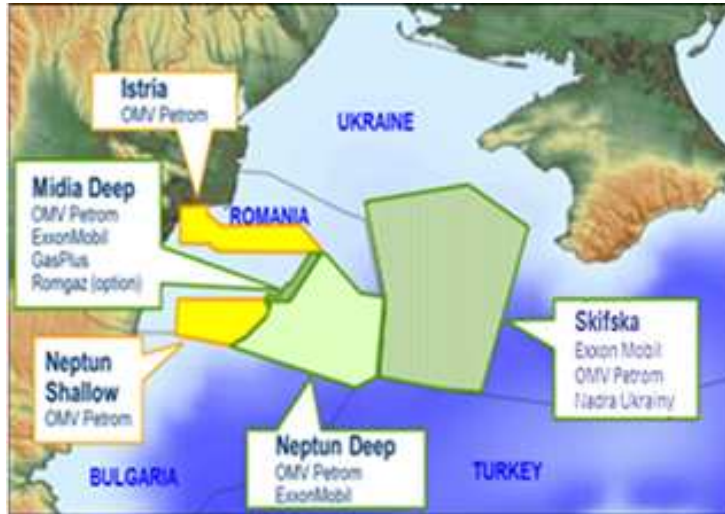 Istria
OMV Petrom
UKRAINE
Midia Deep
OMV Petrom
ExxonMobil
GasPlus
Romgaz (option)
ROMANIA
Skifska
Exxon Mobil
OMV Petrom
Nadra Ukrainy
Neptun
Shallow
OMV Petrom
Neptun Deep
OMV Petrom
ExxonMobil
BULGARIA
TURKEY